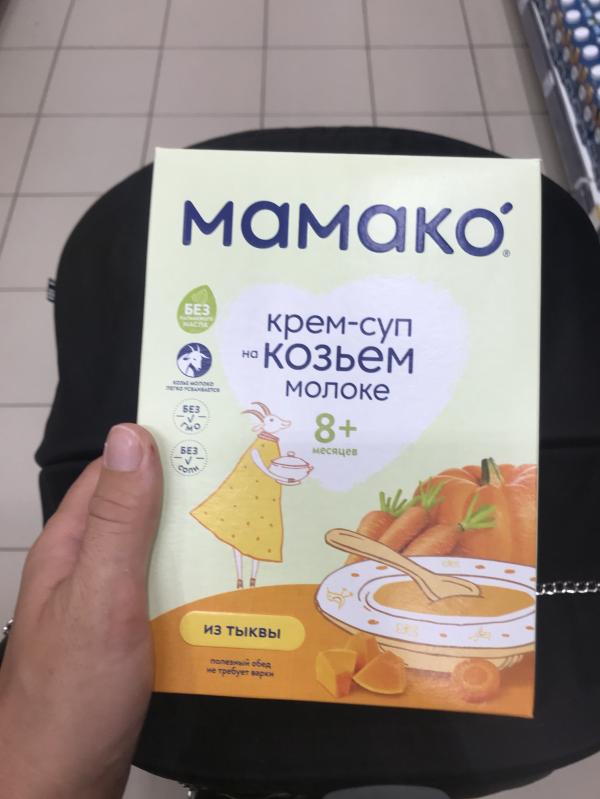 мамако́®
крем-суп
на козьем
молоке
8+
месяцев
БЕЗ
ПАЛЬМОВОГО
МАСЛА
КОЗЬЕ МОЛОКО
ЛЕГКО УСВАИВАЕТСЯ
БЕЗ
ГМО
БЕЗ
СОЛИ
ИЗ ТЫКВЫ
полезный обед
не требует варки